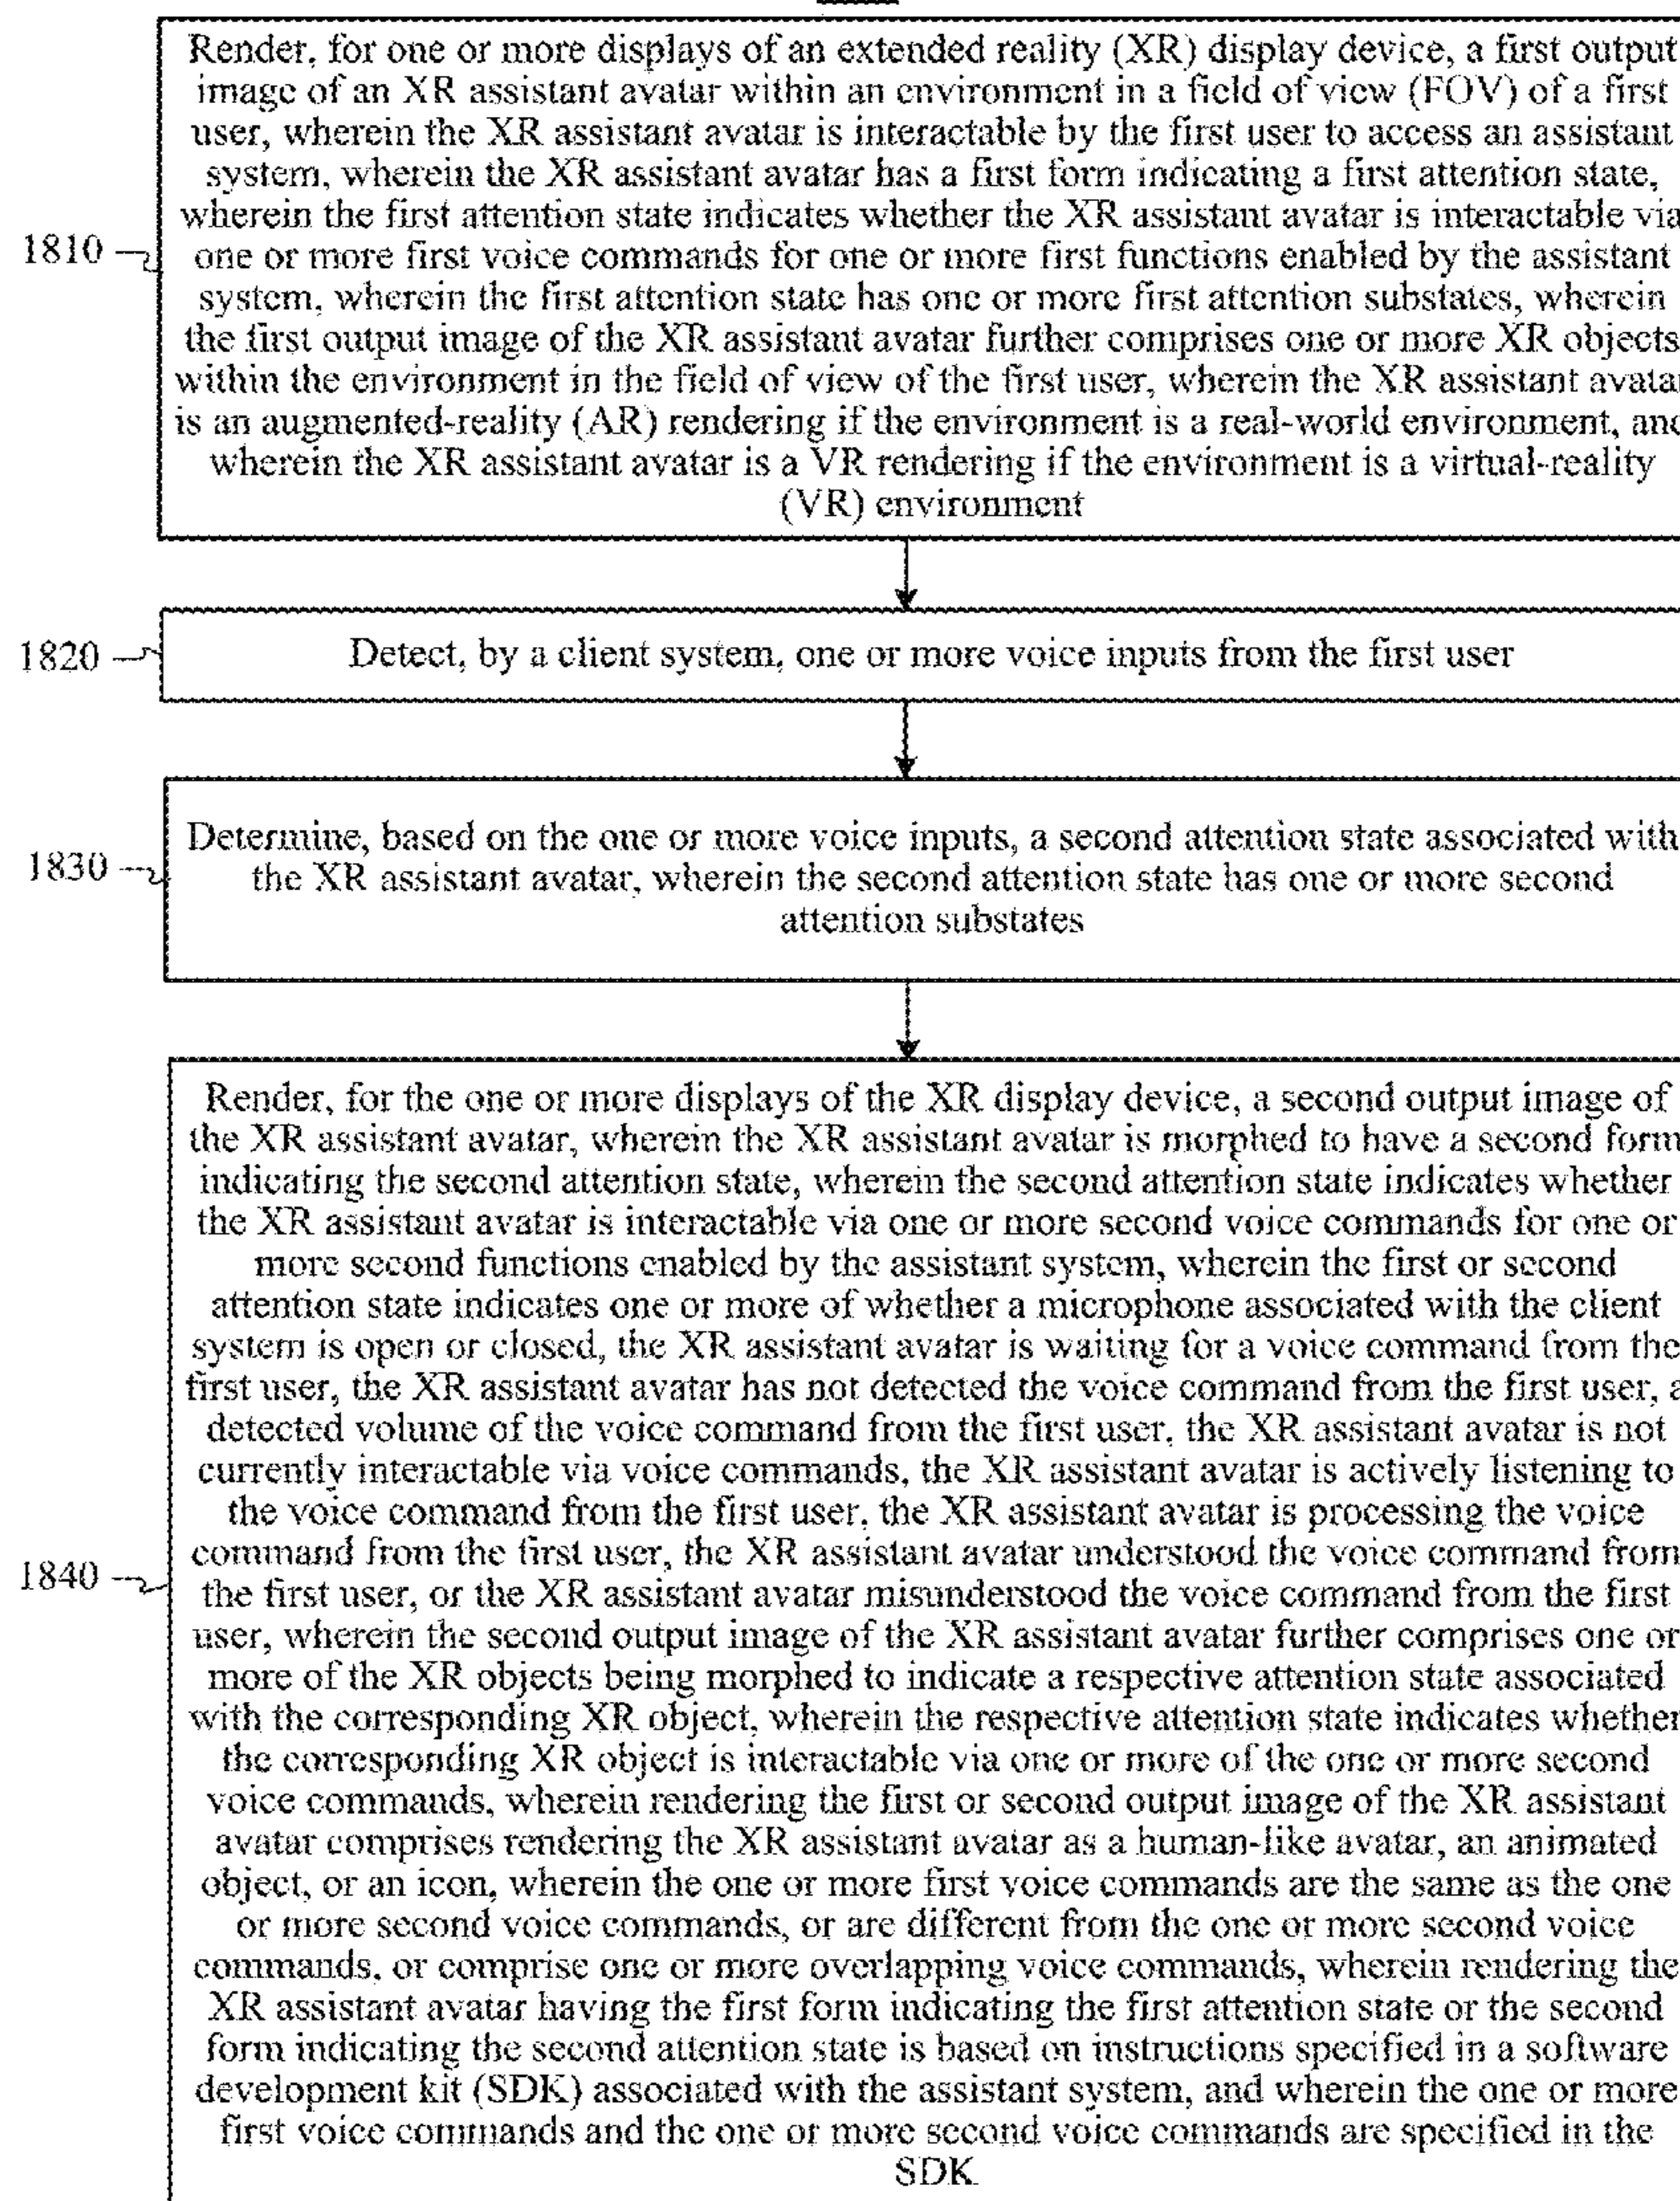 Render, for one or more displays of an extended reality (XR) display device, a first output
image of an XR assistant avatar within an environment in a field of view (FOV) of a first
user, wherein the XR assistant avatar is interactable by the first user to access an assistant
system, wherein the XR assistant avatar has a first form indicating a first attention state,
wherein the first attention state indicates whether the XR assistant avatar is interactable via
1810
one or more first voice commands for one or more first functions enabled by the assistant
system, wherein the first attention state has one or more first attention substates, wherein
the first output image of the XR assistant avatar further comprises one or more XR objects
within the environment in the field of view of the first user, wherein the XR assistant avatar
is an augmented-reality (AR) rendering if the environment is a real-world environment, and
wherein the XR assistant avatar is a VR rendering if the environment is a virtual-reality
(VR) environment
1820
Detect, by a client system, one or more voice inputs from the first user
Determine, based on the one or more voice inputs, a second attention state associated with
1830
the XR assistant avatar, wherein the second attention state has one or more second
attention substates
Render, for the one or more displays of the XR display device, a second output image of
the XR assistant avatar, wherein the XR assistant avatar is morphed to have a second form
indicating the second attention state, wherein the second attention state indicates whether
the XR assistant avatar is interactable via one or more second voice commands for one or
more second functions enabled by the assistant system, wherein the first or second
attention state indicates one or more of whether a microphone associated with the client
system is open or closed, the XR assistant avatar is waiting for a voice command from the
first user, the XR assistant avatar has not detected the voice command from the first user, a
detected volume of the voice command from the first user, the XR assistant avatar is not
currently interactable via voice commands, the XR assistant avatar is actively listening to
the voice command from the first user, the XR assistant avatar is processing the voice
command from the first user, the XR assistant avatar understood the voice command from
1840
the first user, or the XR assistant avatar misunderstood the voice command from the first
user, wherein the second output image of the XR assistant avatar further comprises one or
more of the XR objects being morphed to indicate a respective attention state associated
with the corresponding XR object, wherein the respective attention state indicates whether
the corresponding XR object is interactable via one or more of the one or more second
voice commands, wherein rendering the first or second output image of the XR assistant
avatar comprises rendering the XR assistant avatar as a human-like avatar, an animated
object, or an icon, wherein the one or more first voice commands are the same as the one
or more second voice commands, or are different from the one or more second voice
commands, or comprise one or more overlapping voice commands, wherein rendering the
XR assistant avatar having the first form indicating the first attention state or the second
form indicating the second attention state is based on instructions specified in a software
development kit (SDK) associated with the assistant system, and wherein the one or more
first voice commands and the one or more second voice commands are specified in the
SDK